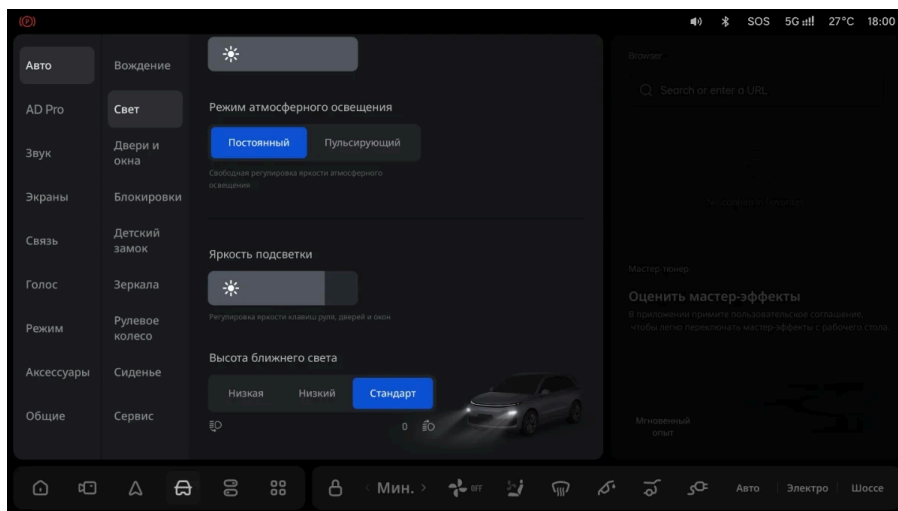 SOS 5G 27°C 18:00
Авто
AD Pro
Звук
Экраны
Связь
Голос
Режим
Аксессуары
Общие
Вождение
Свет
Двери и
окна
Блокировки
Детский
замок
Зеркала
Рулевое
колесо
Сиденье
Сервис
Режим атмосферного освещения
Постоянный Пульсирующий
Свободная регулировка яркости атмосферного
освещения
Яркость подсветки
Регулировка яркости клавиш руля, дверей и окон
Высота ближнего света
Низкая Низкий Стандарт
0
Browser
Search or enter a URL
Мастер-тюнер
Оценить мастер-эффекты
В приложении примите пользовательское соглашение,
чтобы легко переключать мастер-эффекты с рабочего стола.
Мгновенный
опыт
< Мин. > OFF Авто Электро Шоссе